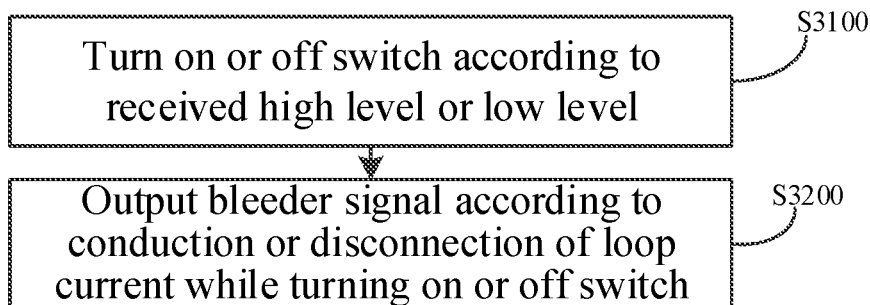 S3100
Turn on or off switch according to
received high level or low level
S3200
Output bleeder signal according to
conduction or disconnection of loop
current while turning on or off switch